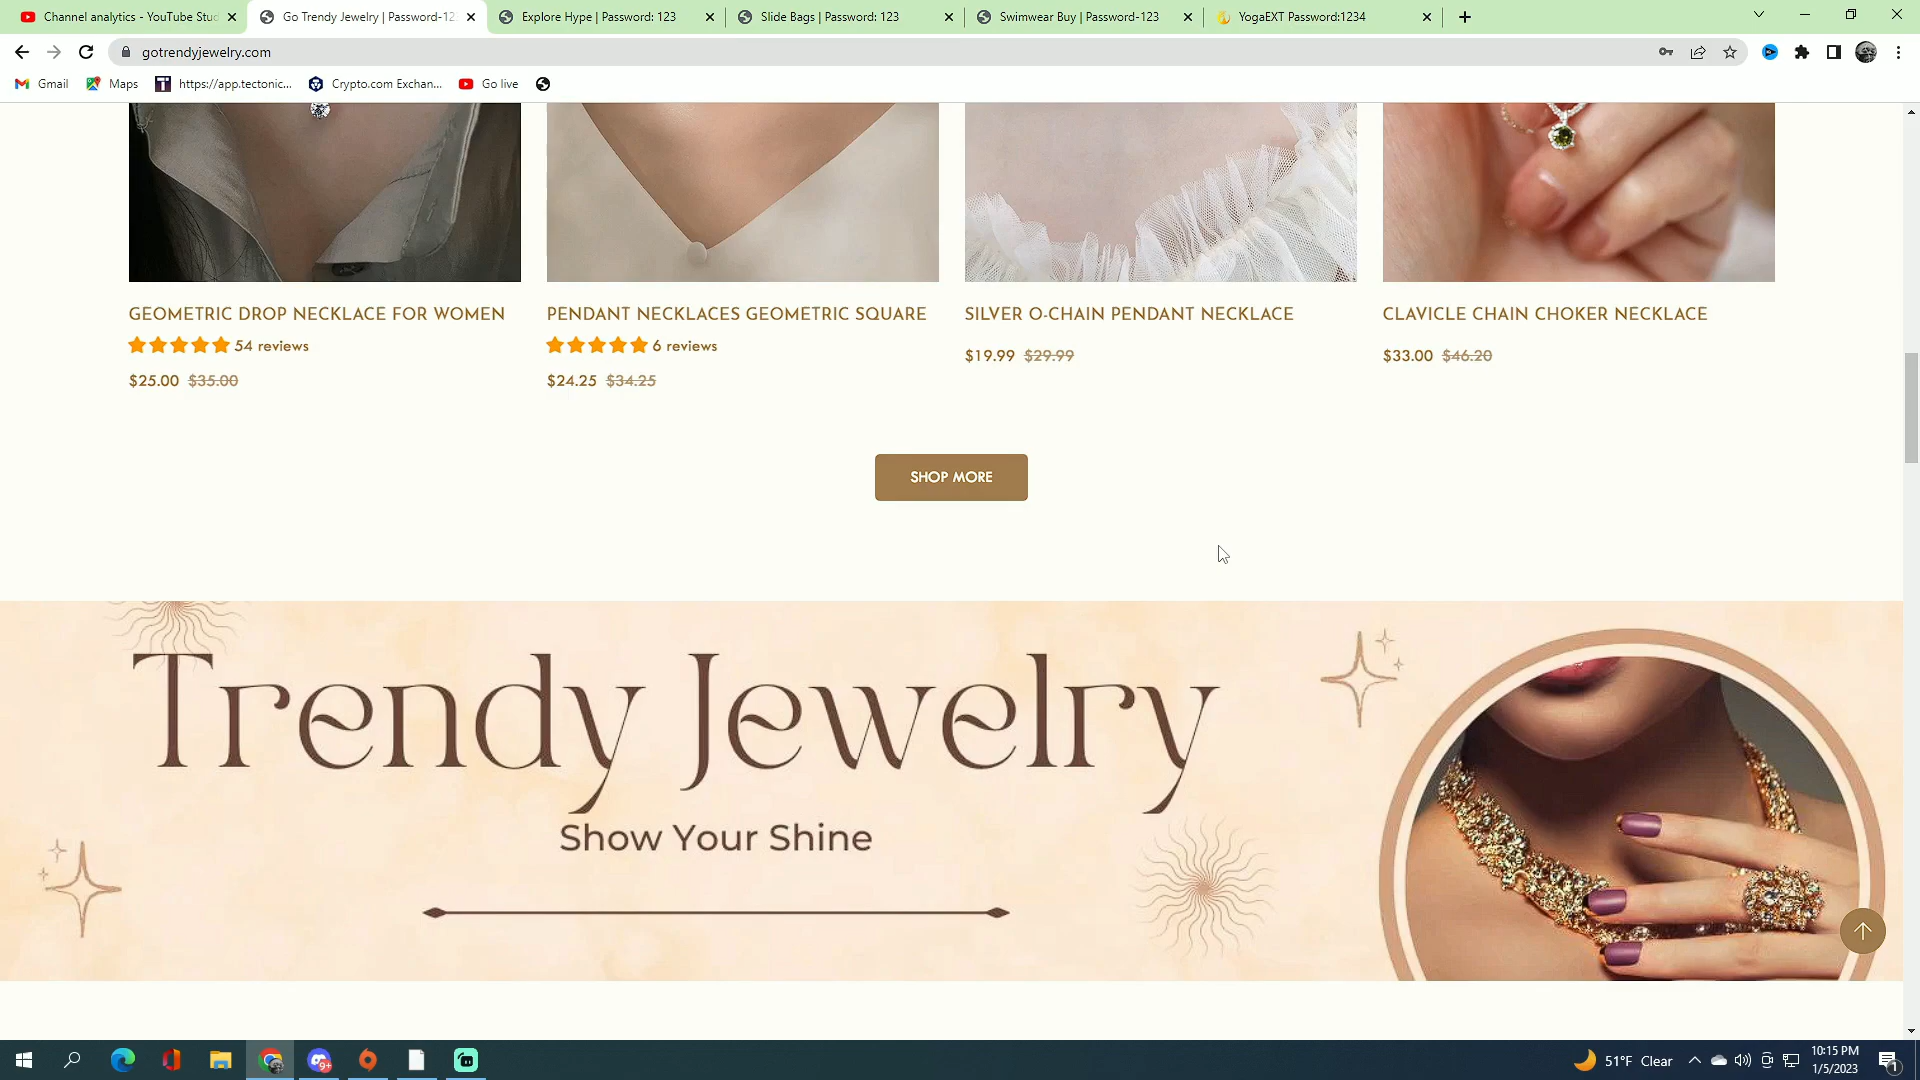 Channel analytics - YouTube Stud
Go Trendy Jewelry | Password-12
Explore Hype | Password: 123
Slide Bags | Password: 123
Swimwear Buy | Password-123
YogaEXT Password:1234
gotrendyjewelry.com
Gmail
Maps
https://app.tectonic...
Crypto.com Exchan...
Go live
GEOMETRIC DROP NECKLACE FOR WOMEN
54 reviews
$25.00 $35.00
PENDANT NECKLACES GEOMETRIC SQUARE
6 reviews
$24.25 $34.25
SILVER O-CHAIN PENDANT NECKLACE
$19.99 $29.99
CLAVICLE CHAIN CHOKER NECKLACE
$33.00 $46.20
SHOP MORE
Trendy Jewelry
Show Your Shine
9+
51°F Clear
10:15 PM
1/5/2023
1